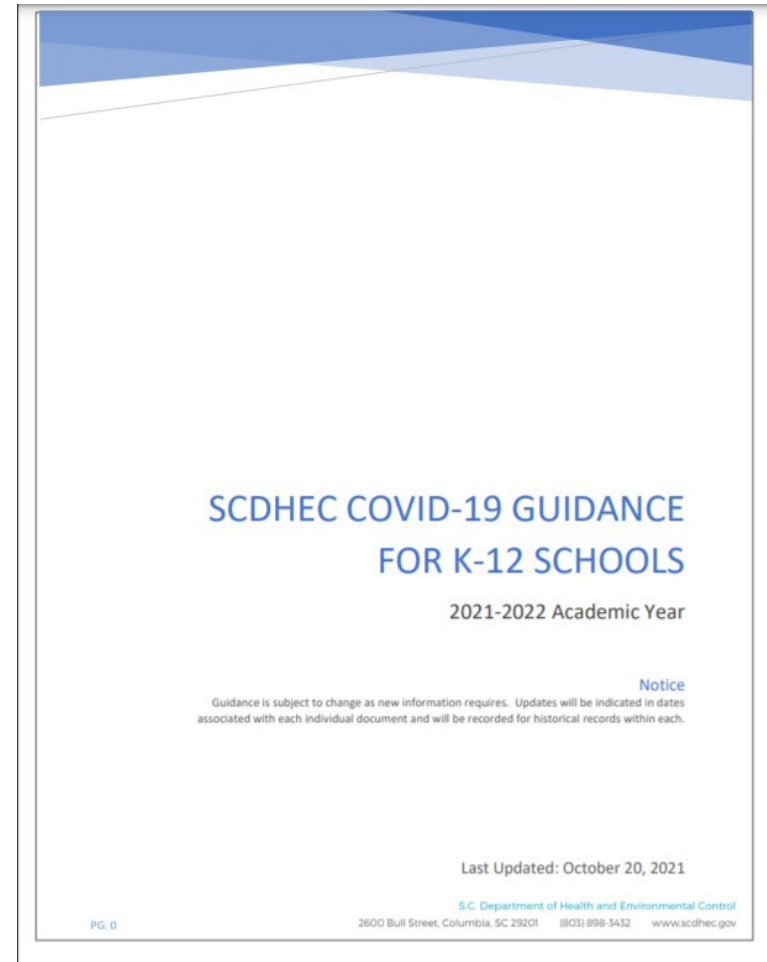 SCDHEC COVID-19 GUIDANCE
FOR K-12 SCHOOLS
2021-2022 Academic Year
Notice
Guidance is subject to change as new information requires. Updates will be indicated in dates
associated with each individual document and will be recorded for historical records within each.
Last Updated: October 20, 2021
S.C. Department of Health and Environmental Control
PG. 0 2600 Bull Street, Columbia, SC 29201 (803) 898-3432 www.scdhec.gov